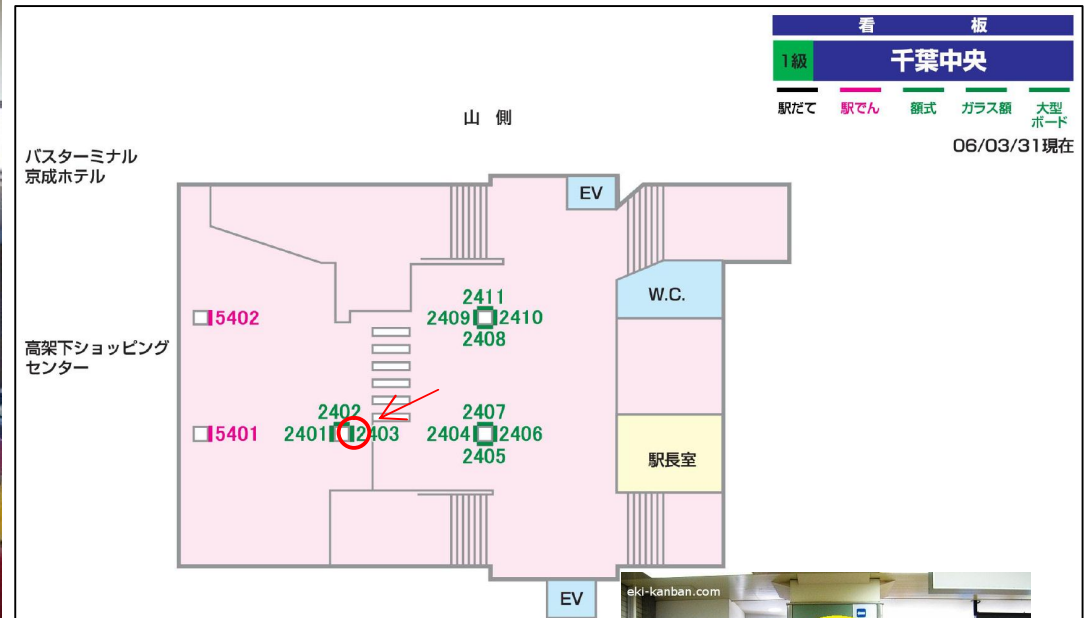 看 板
1級 千葉中央
駅だて 駅でん 額式 ガラス額 大型
ボード
06/03/31現在
山 側
バスターミナル
京成ホテル
EV
W.C.
2411
2409 2410
2408
5402
高架下ショッピング
センター
2402
2401 2403
2407
2404 2406
2405
5401
駅長室
EV
eki-kanban.com